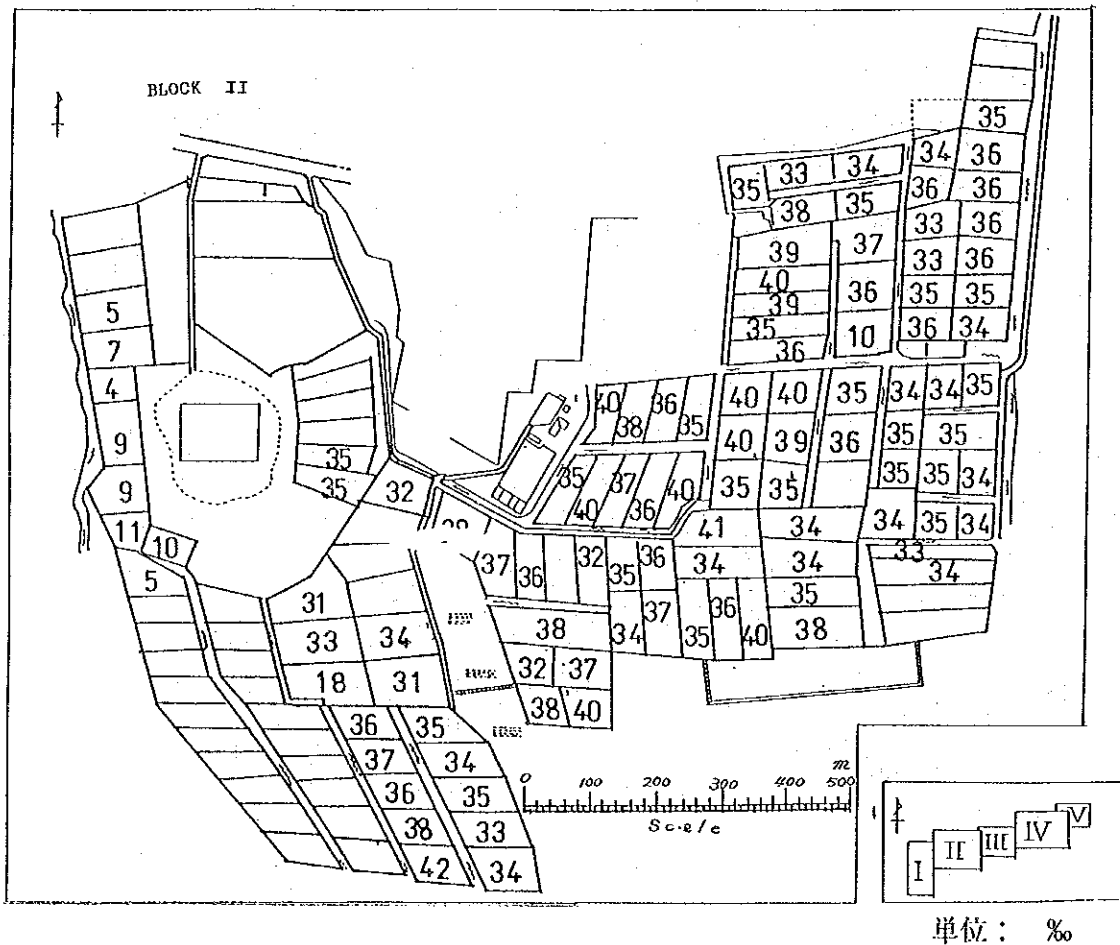 BLOCK II
35
34 36
33 34
35 36 36
38 35
33 36
39 37
40 33 36
39 36 35 35
35
36 10 36 34
5
7
4
9
9
11 10
5
35
35 32
40 36
38 35
35 37 40
40 36
40 40 35 34 34 35
40 39 36 35 35
35 35 35 35 34
41 34 34 35 34
37 36 32 35 36 34 34 33
34
38 34 37 35 36 40 35
38
32 37
38 40
31
33 34
18 31
36 35
37 34
36 35
38 33
42 34
0 100 200 300 400 500 m
Scale
I II III IV V
単位： ‰